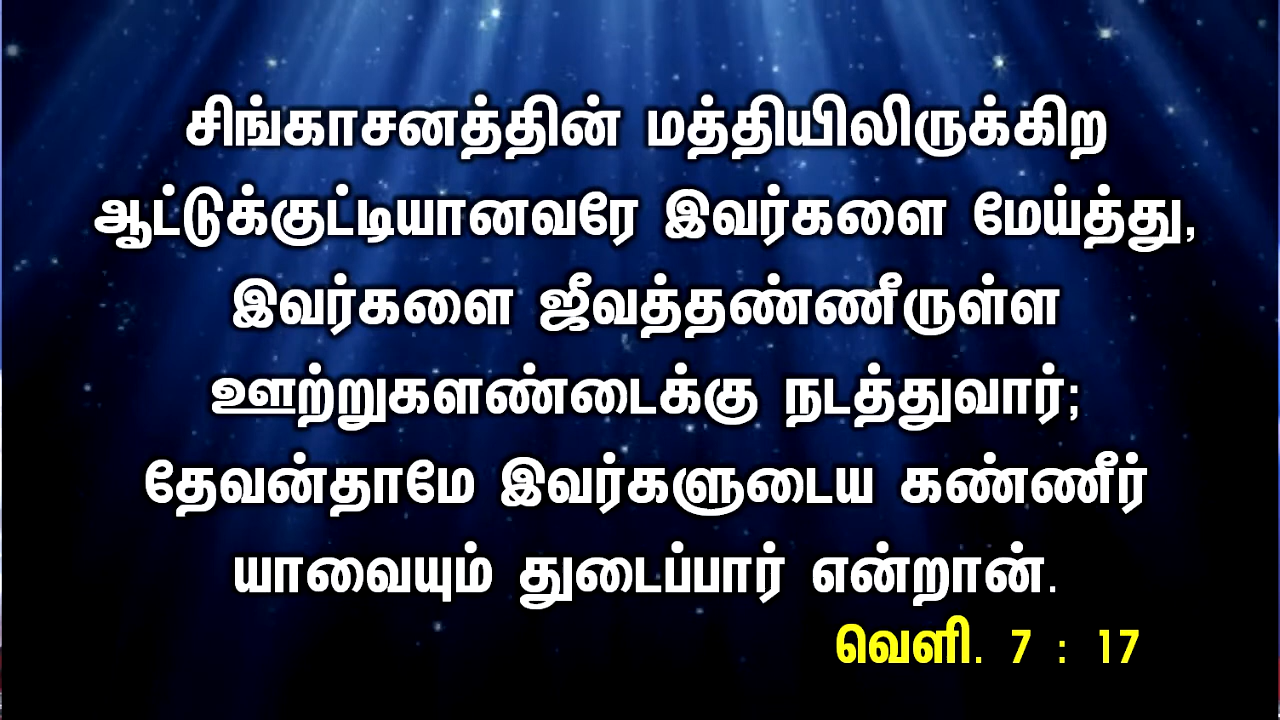 சிங்காசனத்தின் மத்தியிலிருக்கிற
ஆட்டுக்குட்டியானவரே இவர்களை மேய்த்து,
இவர்களை ஜீவத்தண்ணீருள்ள
ஊற்றுகளண்டைக்கு நடத்துவார்;
தேவன்தாமே இவர்களுடைய கண்ணீர்
யாவையும் துடைப்பார் என்றான்.
வெளி. 7 : 17